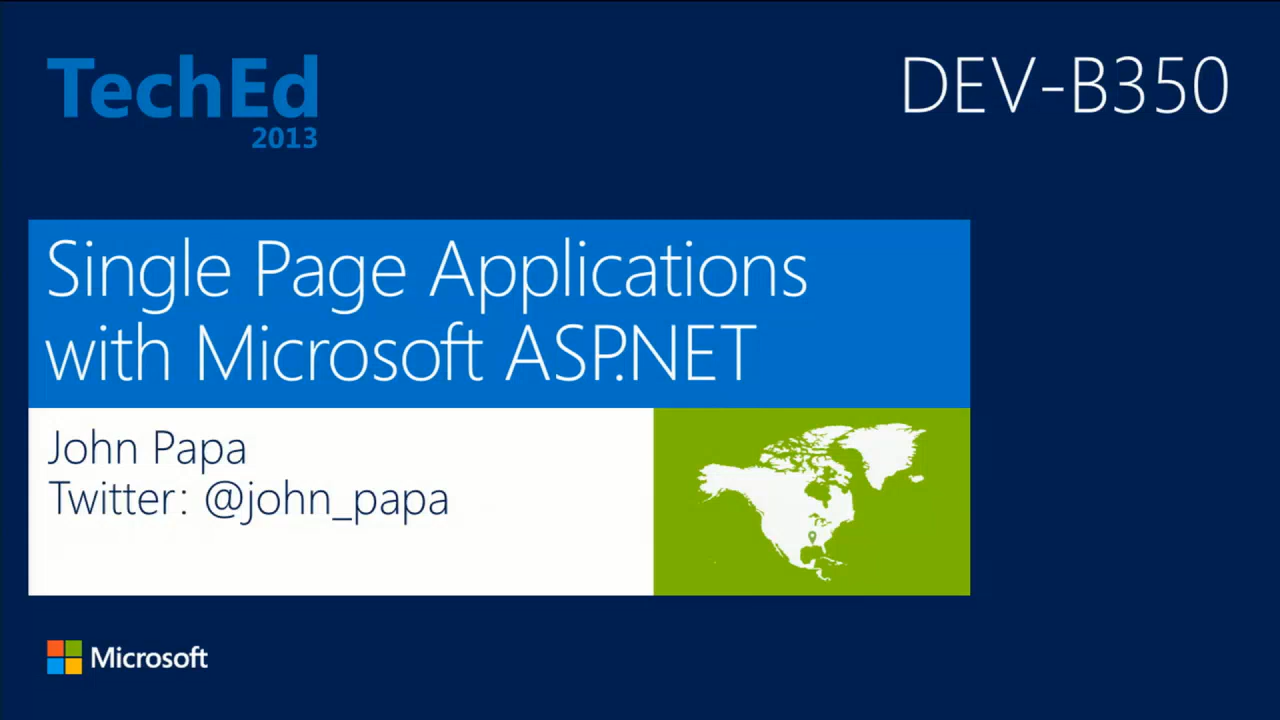 TechEd
2013
DEV-B350
Single Page Applications
with Microsoft ASP.NET
John Papa
Twitter: @john_papa
Microsoft